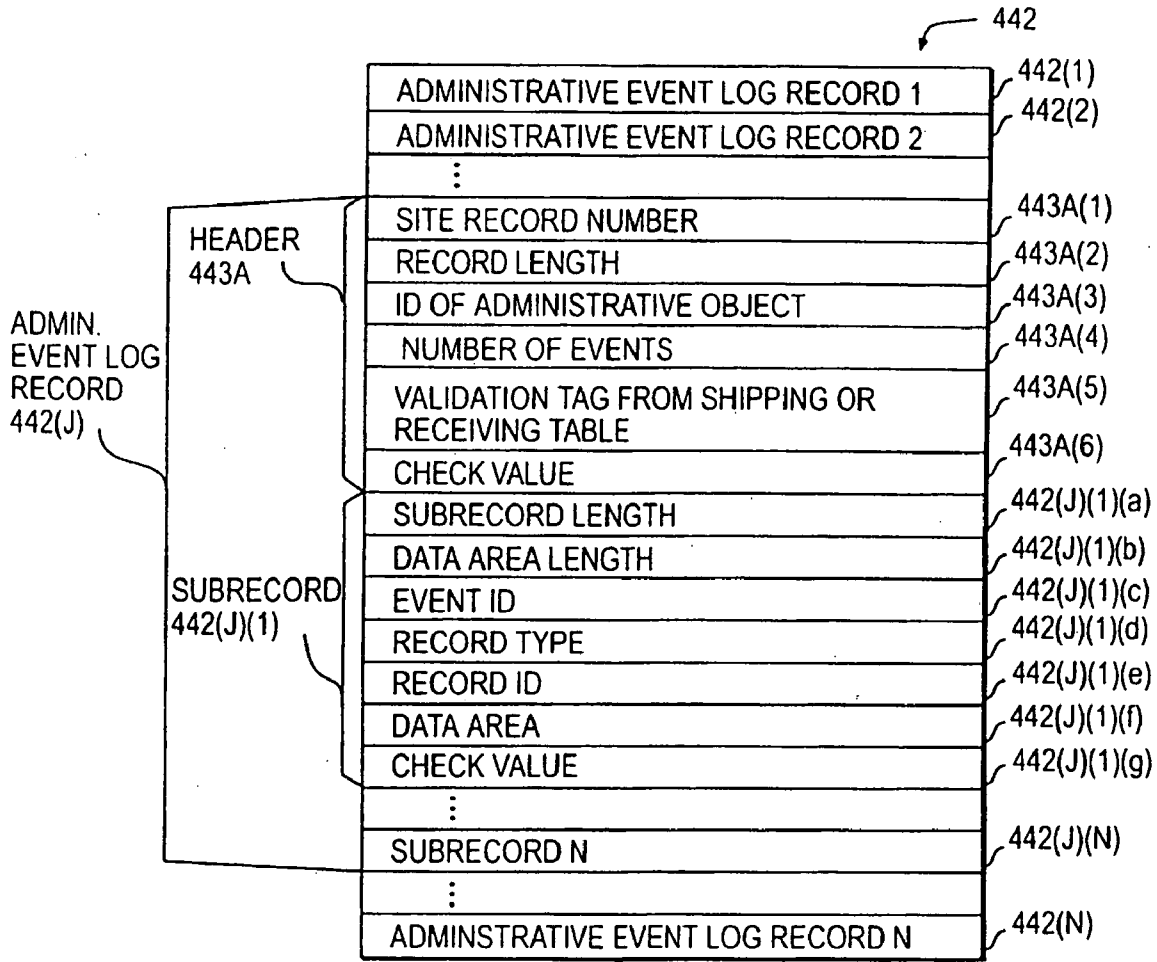 442
ADMINISTRATIVE EVENT LOG RECORD 1 442(1)
ADMINISTRATIVE EVENT LOG RECORD 2 442(2)
⋮
SITE RECORD NUMBER 443A(1)
HEADER
443A
RECORD LENGTH 443A(2)
ID OF ADMINISTRATIVE OBJECT 443A(3)
NUMBER OF EVENTS 443A(4)
ADMIN.
EVENT LOG
RECORD
442(J)
VALIDATION TAG FROM SHIPPING OR
RECEIVING TABLE 443A(5)
CHECK VALUE 443A(6)
SUBRECORD LENGTH 442(J)(1)(a)
DATA AREA LENGTH 442(J)(1)(b)
SUBRECORD
442(J)(1)
EVENT ID 442(J)(1)(c)
RECORD TYPE 442(J)(1)(d)
RECORD ID 442(J)(1)(e)
DATA AREA 442(J)(1)(f)
CHECK VALUE 442(J)(1)(g)
⋮
SUBRECORD N 442(J)(N)
⋮
ADMINSTRATIVE EVENT LOG RECORD N 442(N)